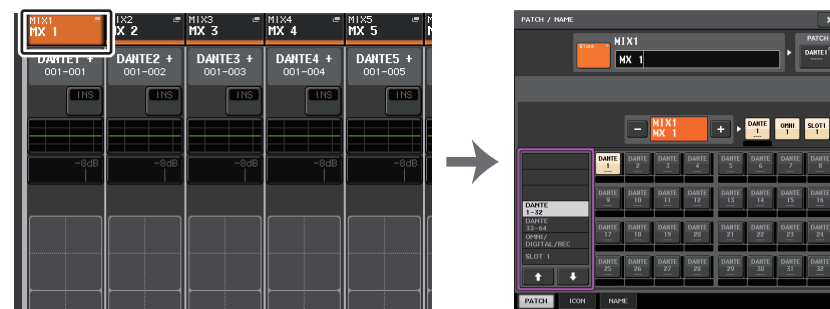 MIX1 MIX2 MIX3 MIX4 MIX5
MX 1 MX 2 MX 3 MX 4 MX 5
DANTE1 + DANTE2 + DANTE3 + DANTE4 + DANTE5 +
001-001 001-002 001-003 001-004 001-005
INS INS INS INS INS
-8dB -8dB -8dB -8dB -8dB
PATCH / NAME
Blank MIX1 PATCH
MX 1 DANTE1
- MIX1 + DANTE OMNI SLOT1
MX 1 1 1 1
DANTE DANTE DANTE DANTE DANTE DANTE DANTE DANTE
1 2 3 4 5 6 7 8
DANTE DANTE DANTE DANTE DANTE DANTE DANTE DANTE
9 10 11 12 13 14 15 16
DANTE DANTE DANTE DANTE DANTE DANTE DANTE DANTE
17 18 19 20 21 22 23 24
DANTE DANTE DANTE DANTE DANTE DANTE DANTE DANTE
25 26 27 28 29 30 31 32
DANTE
1-32
DANTE
33-64
OMNI/
DIGITAL/REC
SLOT 1
PATCH ICON NAME